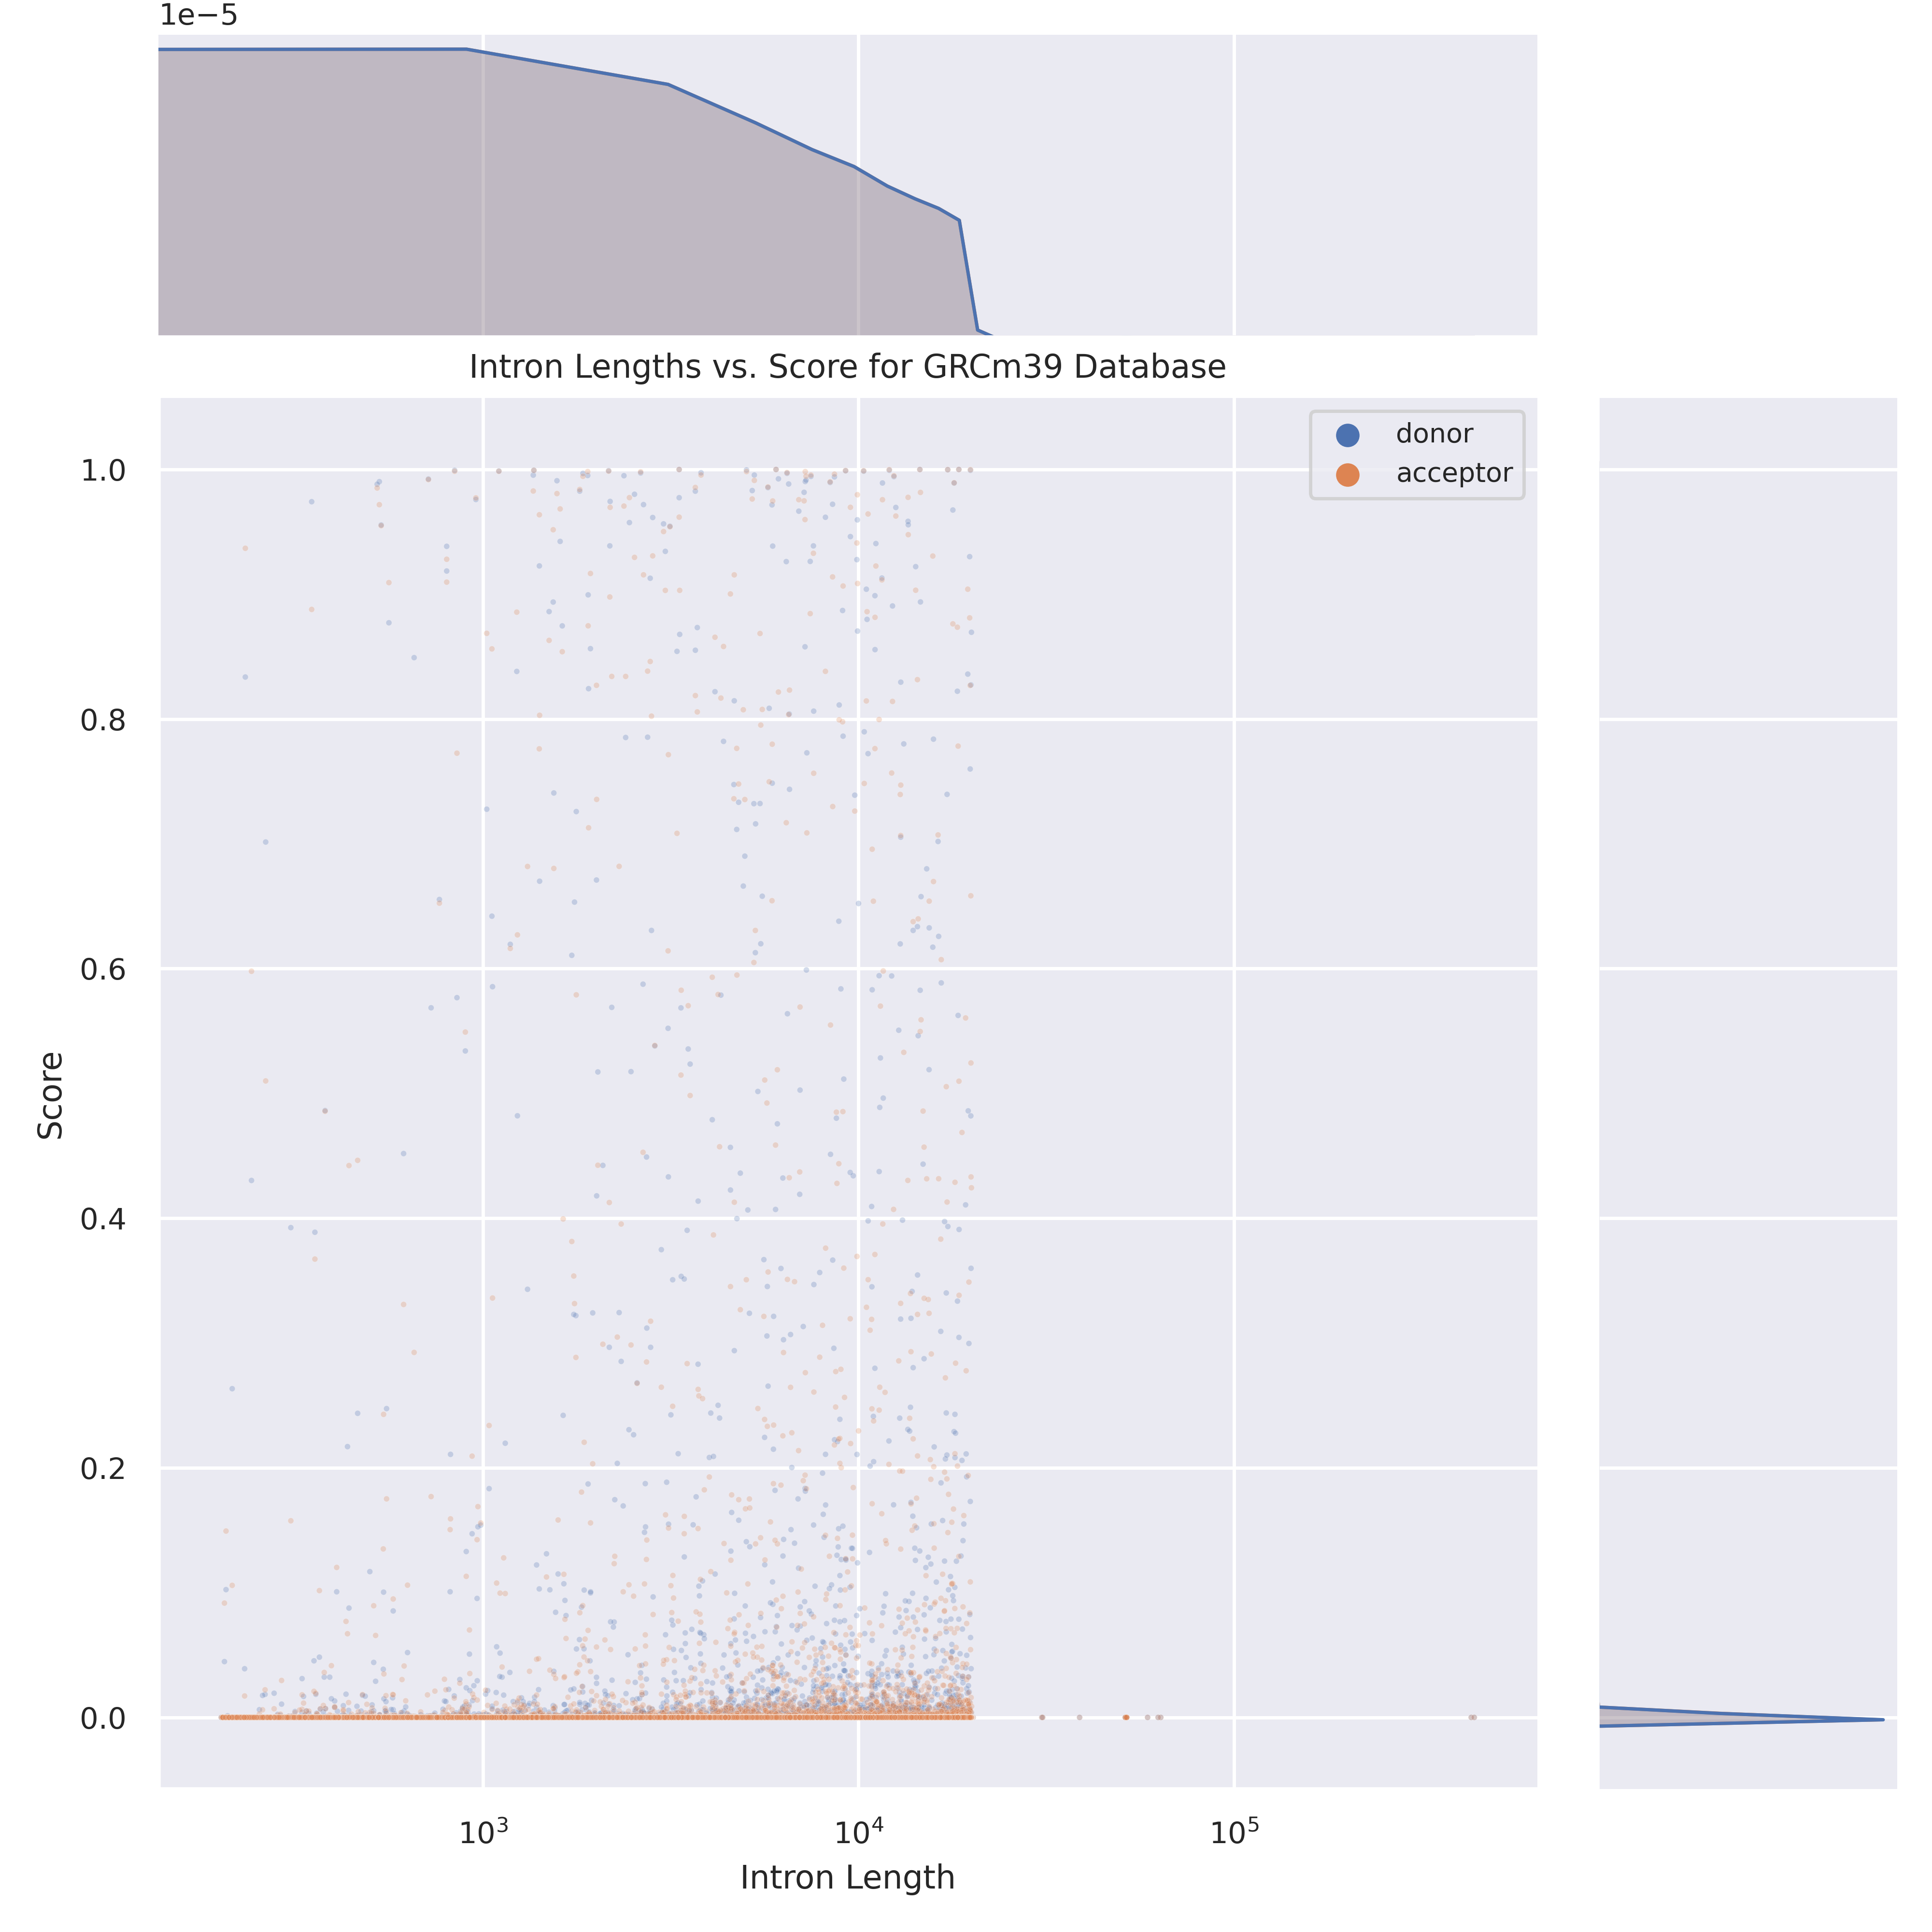 1e−5
Intron Lengths vs. Score for GRCm39 Database
donor
acceptor
1.0
0.8
0.6
0.4
0.2
0.0
Score
10³ 10⁴ 10⁵
Intron Length